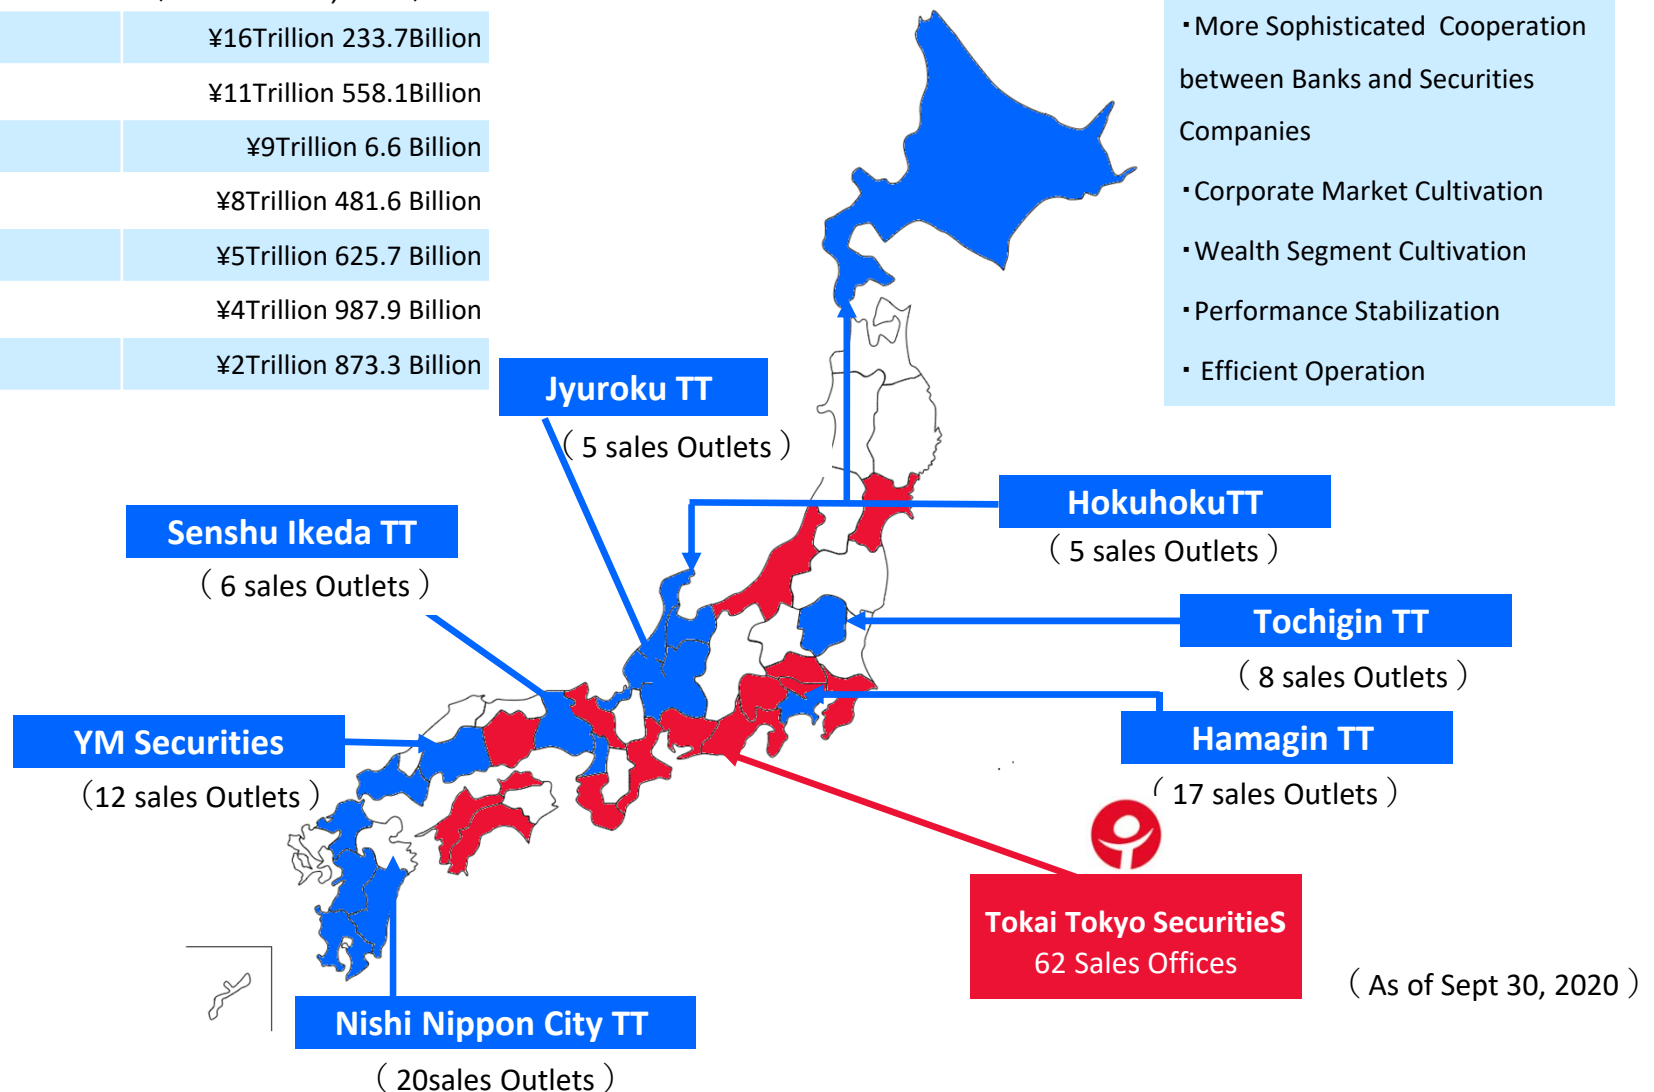 ¥16Trillion 233.7Billion
¥11Trillion 558.1Billion
¥9Trillion 6.6 Billion
¥8Trillion 481.6 Billion
¥5Trillion 625.7 Billion
¥4Trillion 987.9 Billion
¥2Trillion 873.3 Billion
・More Sophisticated Cooperation
between Banks and Securities
Companies
・Corporate Market Cultivation
・Wealth Segment Cultivation
・Performance Stabilization
・ Efficient Operation
Jyuroku TT
（ 5 sales Outlets ）
HokuhokuTT
（ 5 sales Outlets ）
Senshu Ikeda TT
（ 6 sales Outlets ）
Tochigin TT
（ 8 sales Outlets ）
YM Securities
（12 sales Outlets ）
Hamagin TT
（ 17 sales Outlets ）
Tokai Tokyo Securities
62 Sales Offices
（ As of Sept 30, 2020 ）
Nishi Nippon City TT
（ 20sales Outlets ）